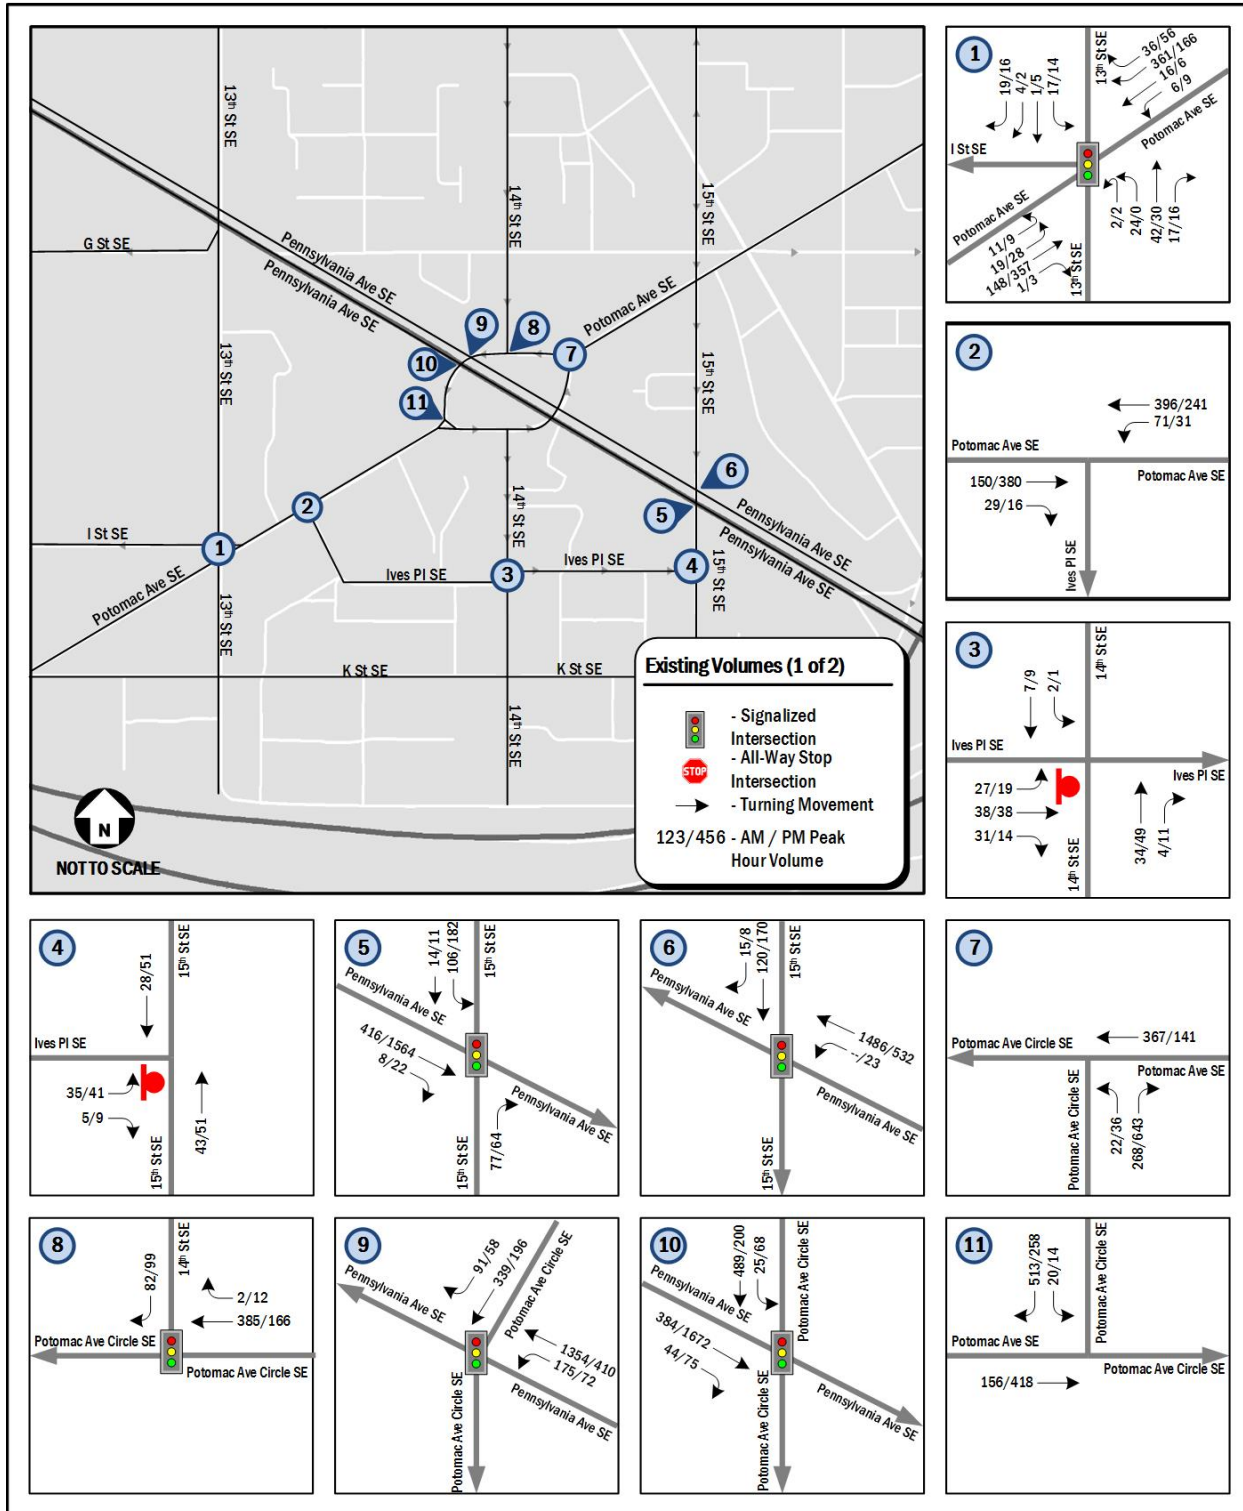 13th St SE
14th St SE
15th St SE
G St SE
Pennsylvania Ave SE
Pennsylvania Ave SE
Potomac Ave SE
9
8
7
10
11
13th St SE
15th St SE
6
5
2
14th St SE
Pennsylvania Ave SE
Pennsylvania Ave SE
I St SE
1
Ives Pl SE
3
Ives Pl SE
4
15th St SE
Potomac Ave SE
13th St SE
K St SE
K St SE
14th St SE
N
NOT TO SCALE
Existing Volumes (1 of 2)
- Signalized
Intersection
STOP
- All-Way Stop
Intersection
- Turning Movement
123/456 - AM / PM Peak
Hour Volume
1
13th St SE
36/56
361/166
16/6
6/9
19/16
4/2
1/5
17/14
Potomac Ave SE
I St SE
Potomac Ave SE
2/2
24/0
42/30
17/16
11/9
19/28
148/357
1/3
13th St SE
2
396/241
71/31
Potomac Ave SE
Potomac Ave SE
150/380
29/16
Ives Pl SE
3
7/9
2/1
14th St SE
Ives Pl SE
Ives Pl SE
27/19
38/38
31/14
34/49
4/11
14th St SE
4
28/51
15th St SE
Ives Pl SE
35/41
5/9
43/51
15th St SE
5
14/11
106/182
15th St SE
Pennsylvania Ave SE
416/1564
8/22
Pennsylvania Ave SE
77/64
15th St SE
6
15/8
120/170
15th St SE
Pennsylvania Ave SE
1486/532
--/23
Pennsylvania Ave SE
15th St SE
7
367/141
Potomac Ave Circle SE
Potomac Ave SE
Potomac Ave Circle SE
22/36
268/643
8
82/99
14th St SE
2/12
385/166
Potomac Ave Circle SE
Potomac Ave Circle SE
9
91/58
339/196
Potomac Ave Circle SE
Pennsylvania Ave SE
1354/410
175/72
Pennsylvania Ave SE
Potomac Ave Circle SE
10
489/200
25/68
Potomac Ave Circle SE
Pennsylvania Ave SE
384/1672
44/75
Pennsylvania Ave SE
Potomac Ave Circle SE
11
513/258
20/14
Potomac Ave Circle SE
Potomac Ave SE
Potomac Ave Circle SE
156/418